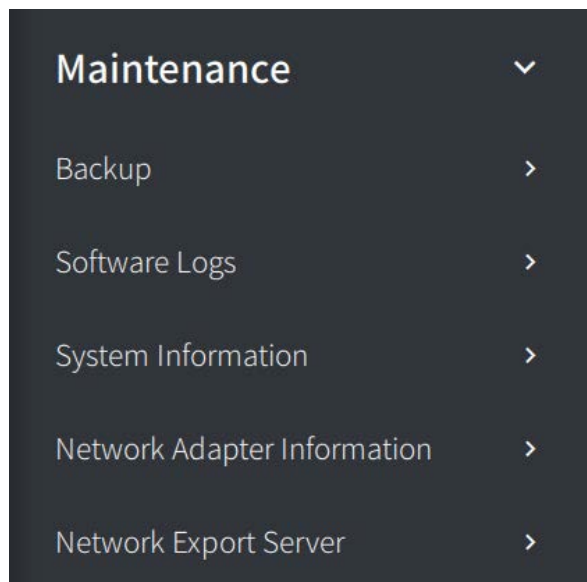 Maintenance
Backup
Software Logs
System Information
Network Adapter Information
Network Export Server